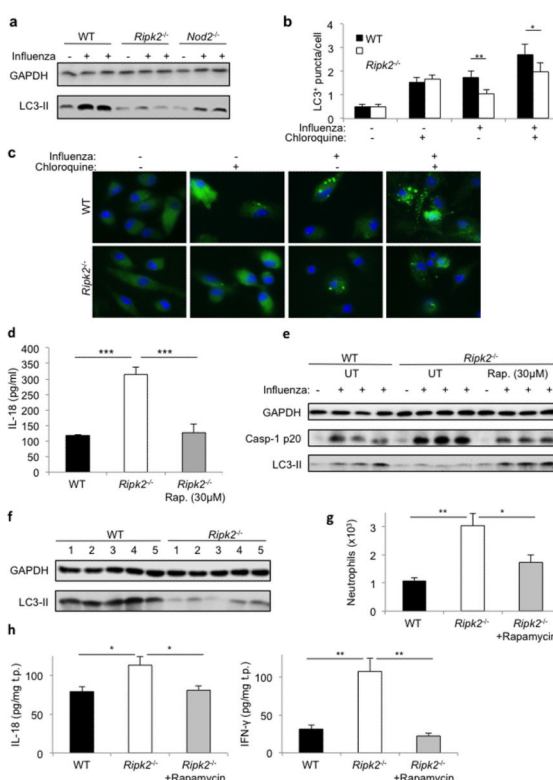 a
WT Ripk2-/- Nod2-/-
Influenza - + + - + + - + +
GAPDH
LC3-II
b
LC3+ puncta/cell
4
3
2
1
0
WT
Ripk2-/-
**
*
Influenza: - - + +
Chloroquine: - + - +
c
Influenza: - - + +
Chloroquine: - + - +
WT
Ripk2-/-
d
IL-18 (pg/ml)
400
350
300
250
200
150
100
50
0
*** ***
WT Ripk2-/- Ripk2-/-
Rap. (30µM)
e
WT Ripk2-/-
UT UT Rap. (30µM)
Influenza: - + + + - + + + - + + +
GAPDH
Casp-1 p20
LC3-II
f
WT Ripk2-/-
1 2 3 4 5 1 2 3 4 5
GAPDH
LC3-II
g
Neutrophils (x10³)
3
2
1
0
** *
WT Ripk2-/- Ripk2-/-
+Rapamycin
h
IL-18 (pg/mg t.p.)
100
50
0
* *
WT Ripk2-/- Ripk2-/-
+Rapamycin
IFN-γ (pg/mg t.p.)
100
50
0
** **
WT Ripk2-/- Ripk2-/-
+Rapamycin